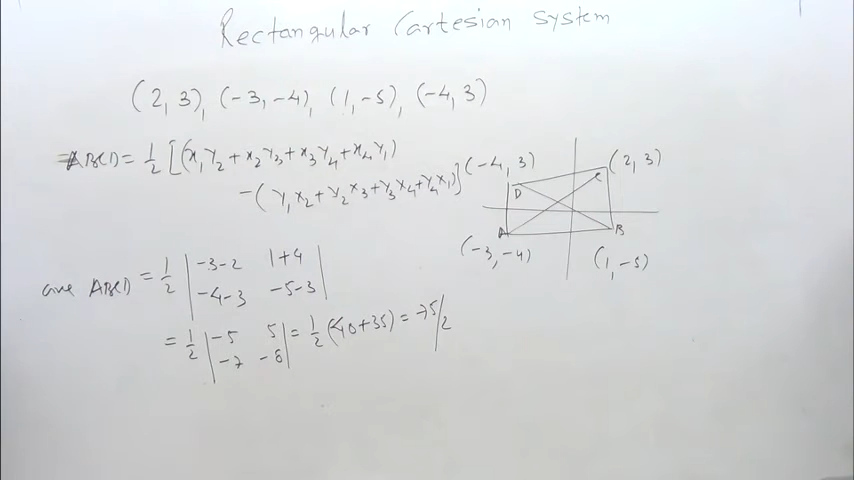 Rectangular Cartesian system
(2, 3), (-3, -4), (1, -5), (-4, 3)
ABCD = 1/2 [(x₁y₂ + x₂y₃ + x₃y₄ + x₄y₁)
-(y₁x₂ + y₂x₃ + y₃x₄ + y₄x₁)]
(-4, 3) (2, 3)
D C
A B
(-3, -4) (1, -5)
are ABCD = 1/2 | -3-2 1+4 |
| -4-3 -5-3 |
= 1/2 | -5 5 | = 1/2 (40+35) = 75/2
| -7 -8 |